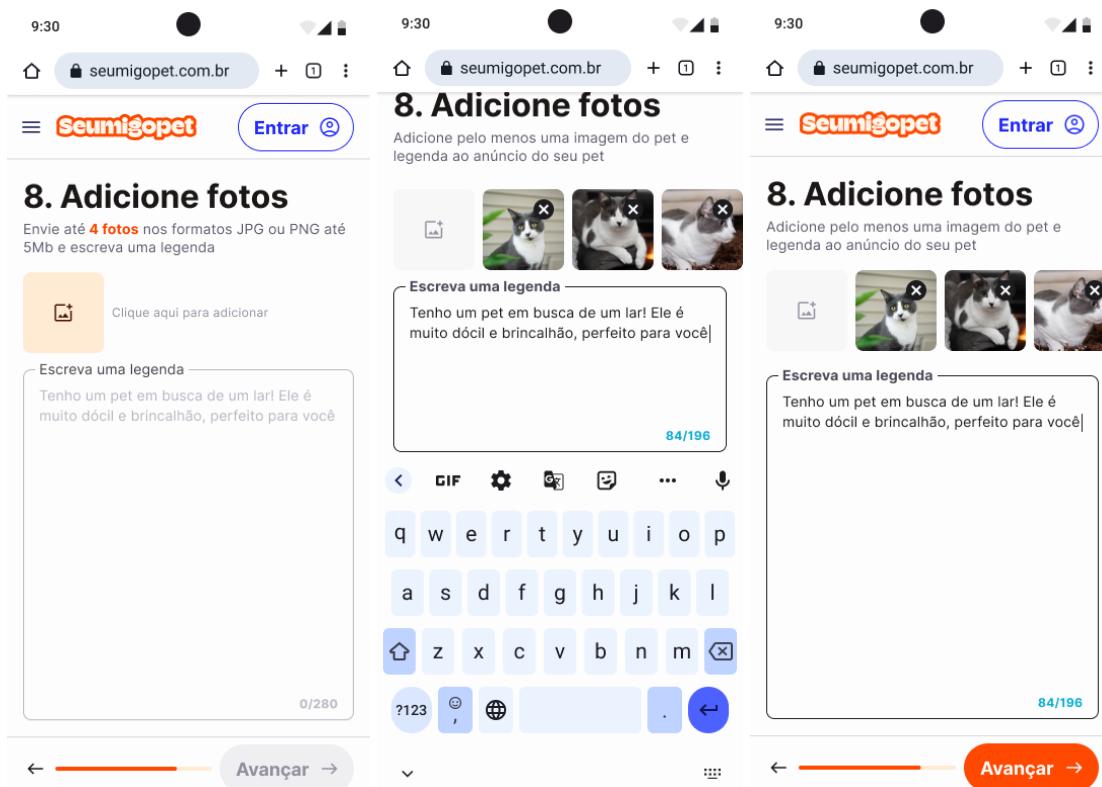 9:30
seumigopet.com.br
1
Seumigopet
Entrar
8. Adicione fotos
Envie até 4 fotos nos formatos JPG ou PNG até
5Mb e escreva uma legenda
Clique aqui para adicionar
Escreva uma legenda
Tenho um pet em busca de um lar! Ele é
muito dócil e brincalhão, perfeito para você
0/280
Avançar
9:30
seumigopet.com.br
1
8. Adicione fotos
Adicione pelo menos uma imagem do pet e
legenda ao anúncio do seu pet
Escreva uma legenda
Tenho um pet em busca de um lar! Ele é
muito dócil e brincalhão, perfeito para você
84/196
GIF
q w e r t y u i o p
a s d f g h j k l
z x c v b n m
?123 , .
9:30
seumigopet.com.br
1
Seumigopet
Entrar
8. Adicione fotos
Adicione pelo menos uma imagem do pet e
legenda ao anúncio do seu pet
Escreva uma legenda
Tenho um pet em busca de um lar! Ele é
muito dócil e brincalhão, perfeito para você
84/196
Avançar